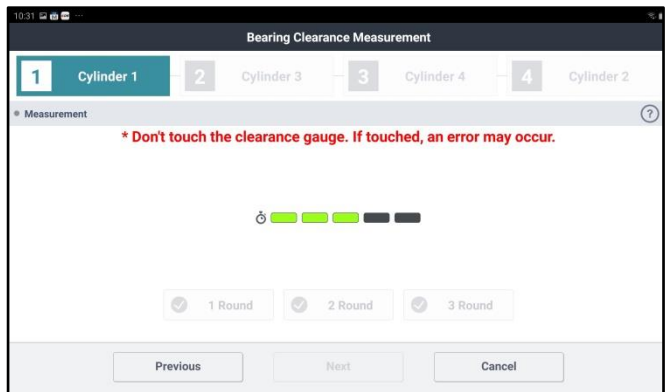 10:31
Bearing Clearance Measurement
1 Cylinder 1 2 Cylinder 3 3 Cylinder 4 4 Cylinder 2
Measurement ?
* Don't touch the clearance gauge. If touched, an error may occur.
1 Round 2 Round 3 Round
Previous Next Cancel